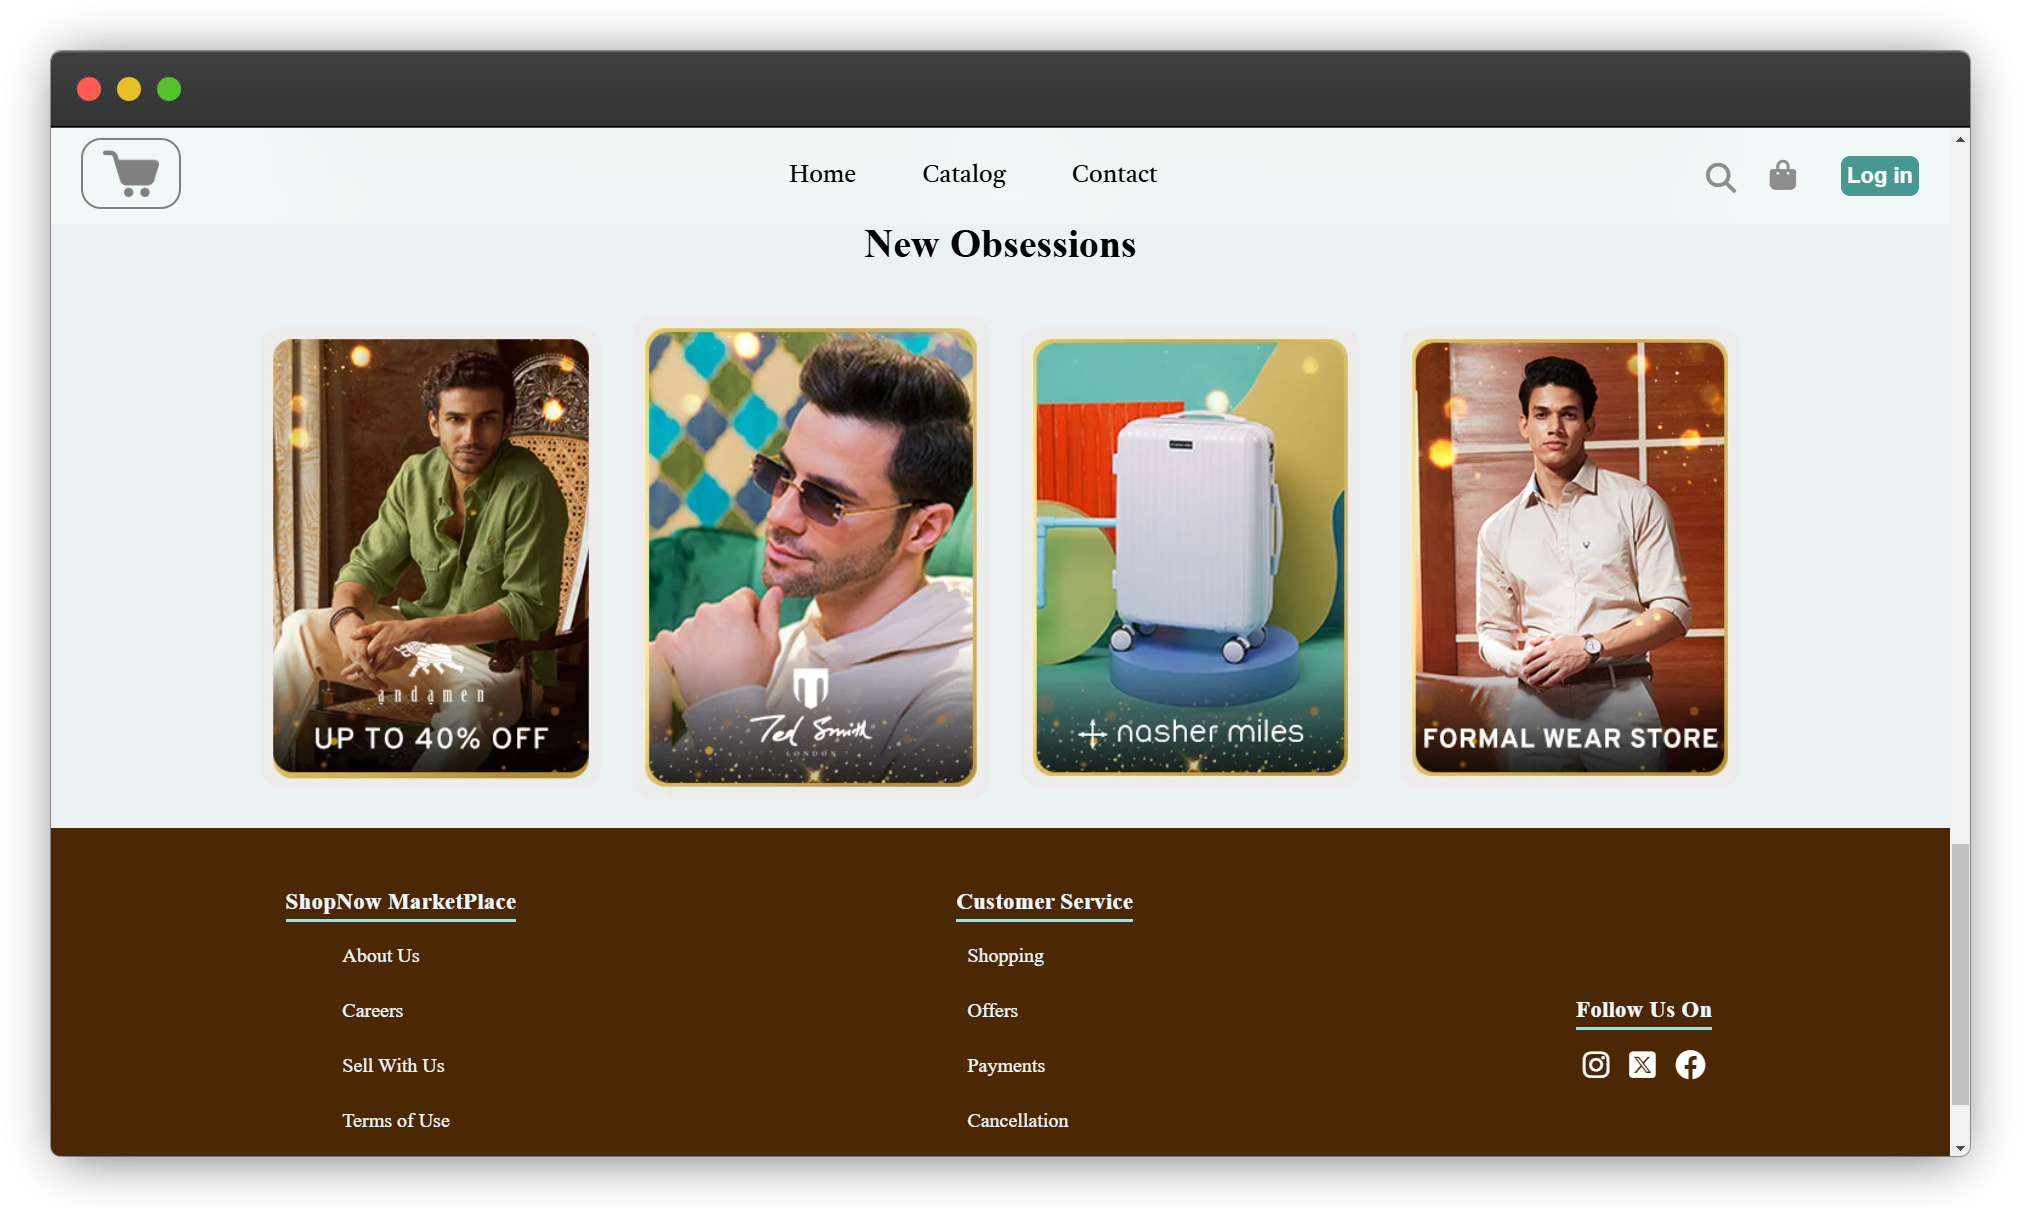 Home Catalog Contact Log in
New Obsessions
andamen
UP TO 40% OFF
Ted Smith
LONDON
nasher miles
FORMAL WEAR STORE
ShopNow MarketPlace
About Us
Careers
Sell With Us
Terms of Use
Customer Service
Shopping
Offers
Payments
Cancellation
Follow Us On